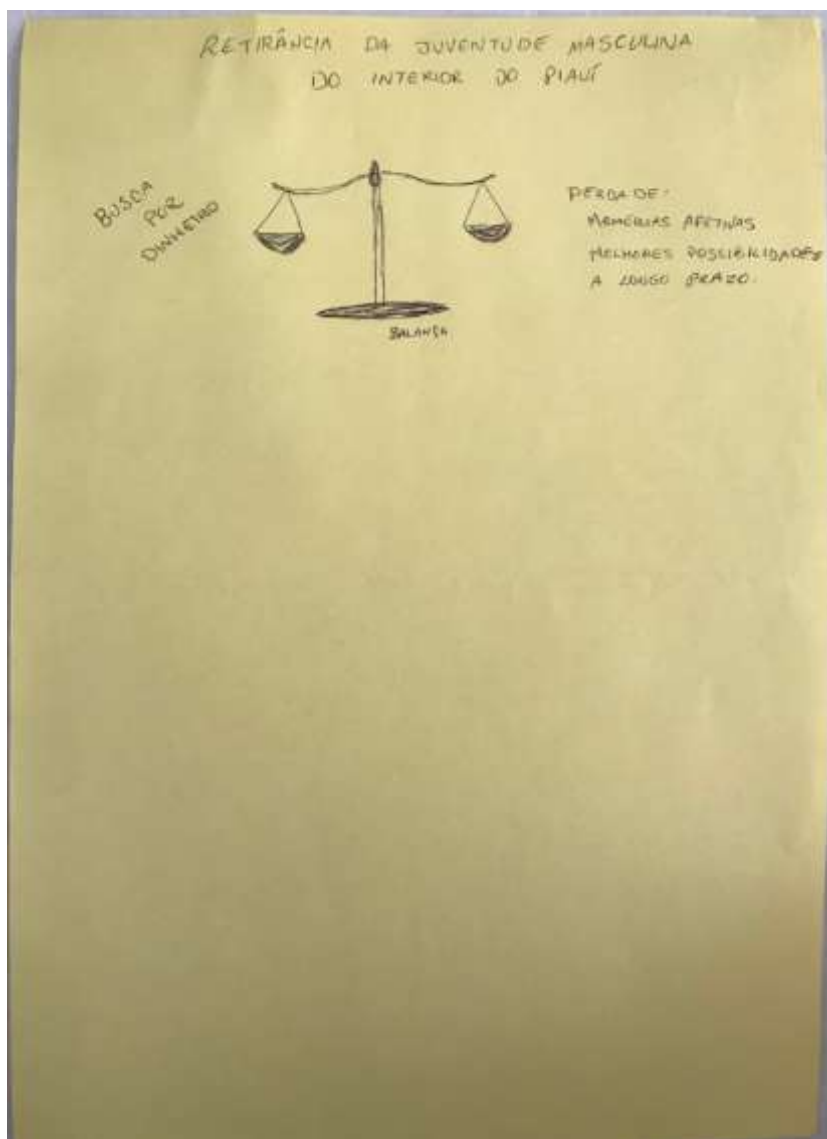 RETIRÂNCIA DA JUVENTUDE MASCULINA
DO INTERIOR DO PIAUÍ
BUSCA
POR
DINHEIRO
PERDA DE:
MEMÓRIAS AFETIVAS
MELHORES POSSIBILIDADES
A LONGO PRAZO.
BALANÇA